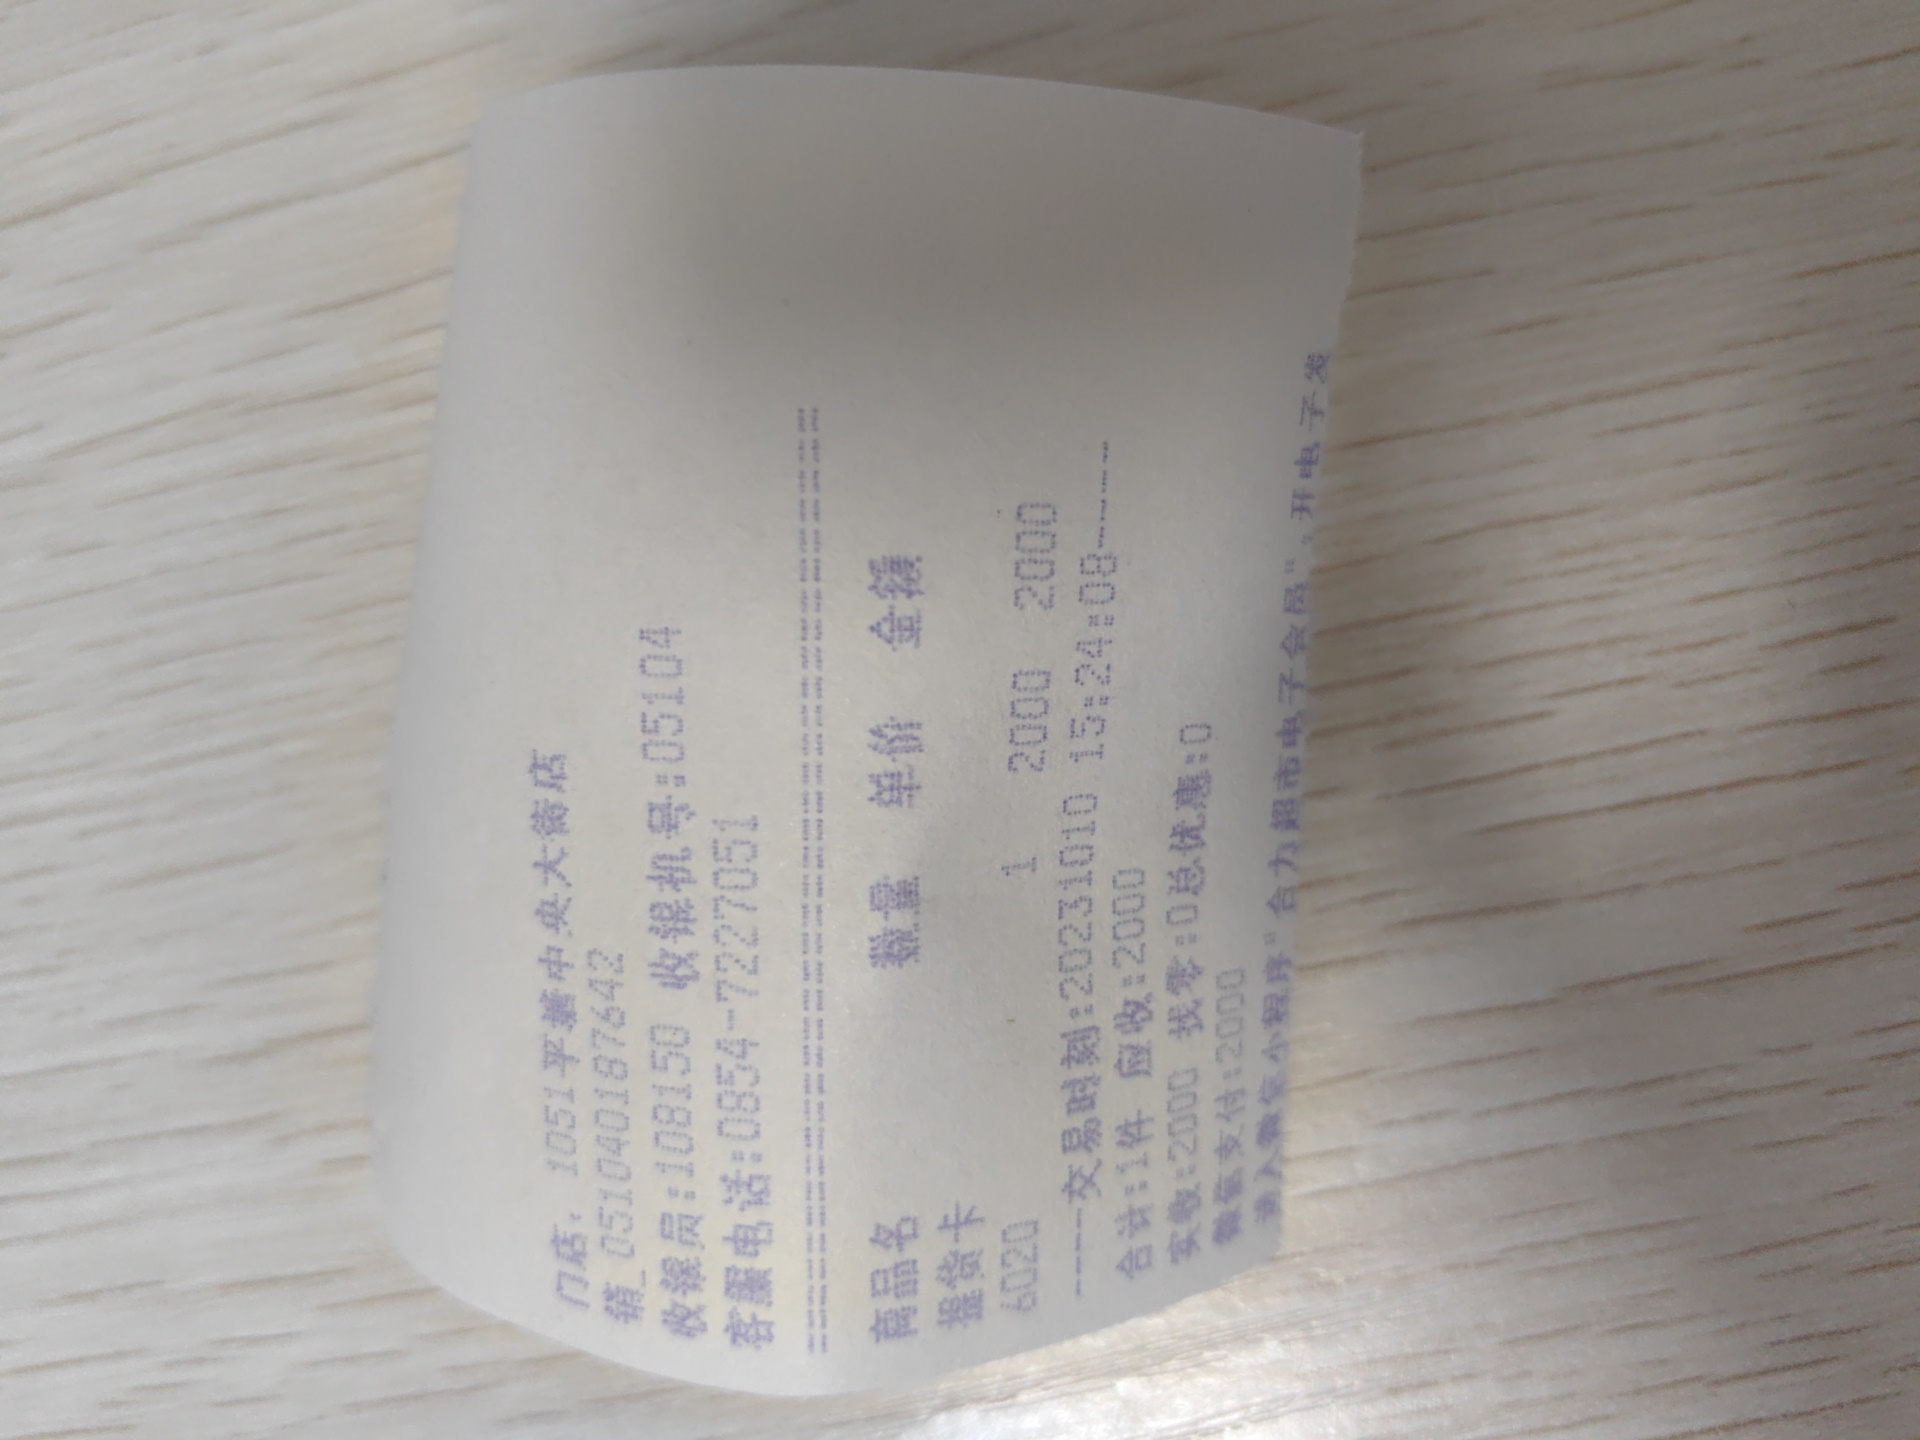 门店: 1051平塘中央大街店
销_051040187642
收银员:108150 收银机号:05104
客服电话:0854-7227051
================================
商品名 数量 单价 金额
提货卡
6020 1 2000 2000
----交易时刻:20231010 15:24:08----
合计:1件 应收:2000
实收:2000 找零:0总优惠:0
微信支付:2000
请入微信小程序"合力超市电子会员",开电子发